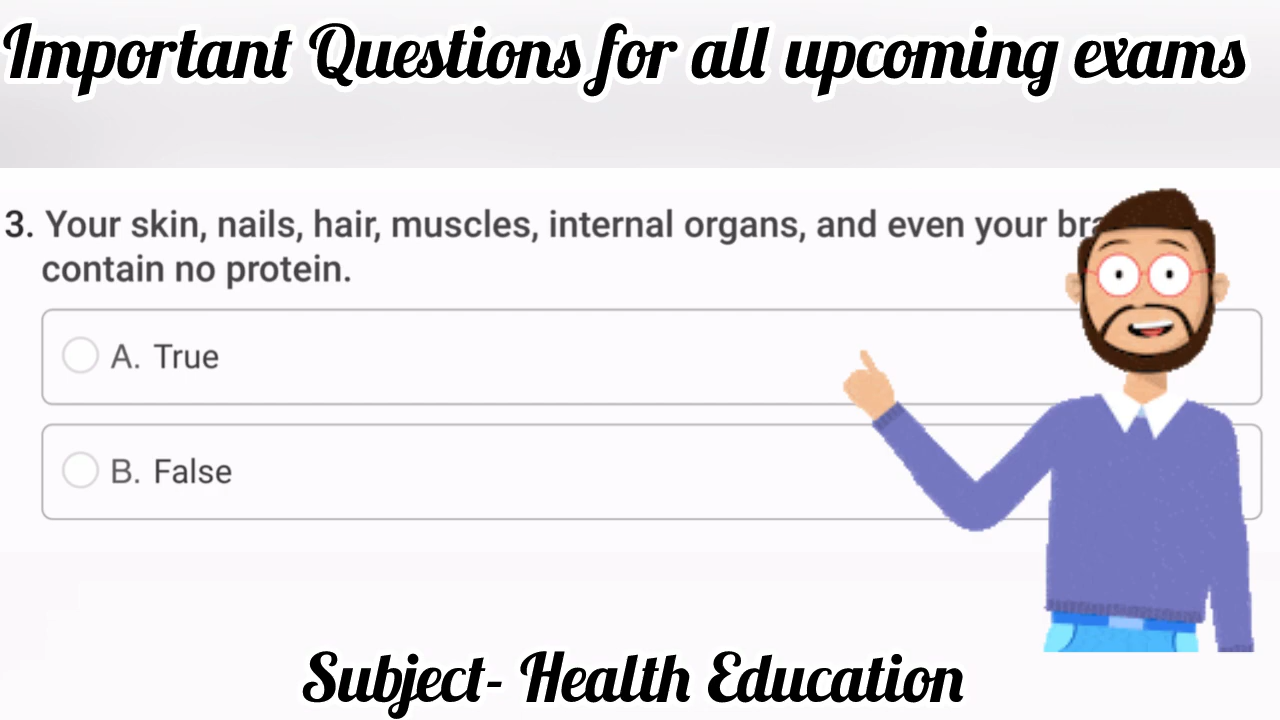 Important Questions for all upcoming exams
3. Your skin, nails, hair, muscles, internal organs, and even your
contain no protein.
A. True
B. False
Subject- Health Education